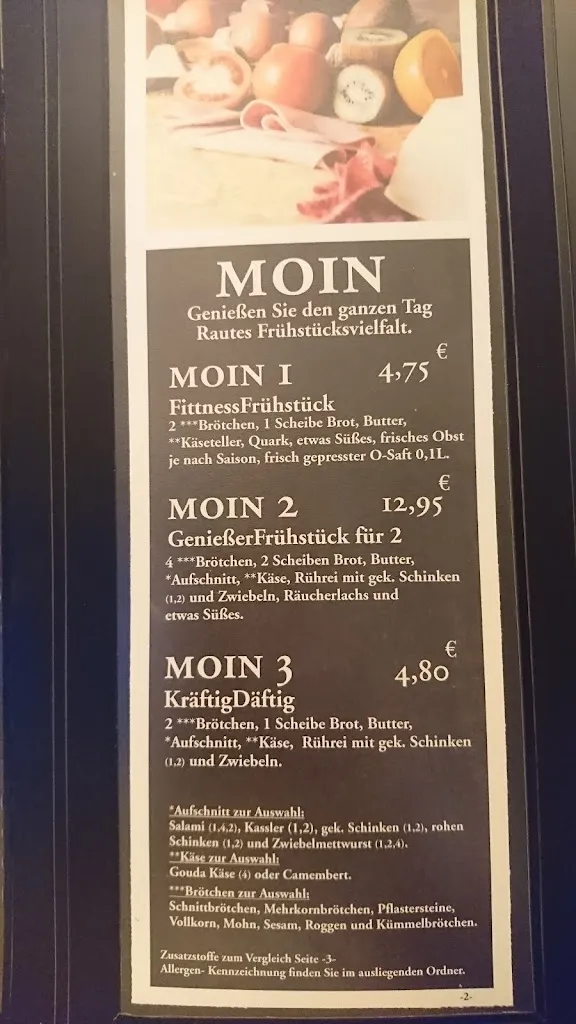 MOIN
Genießen Sie den ganzen Tag
Rautes Frühstücksvielfalt.
MOIN 1 4,75 €
FittnessFrühstück
2 ***Brötchen, 1 Scheibe Brot, Butter,
**Käseteller, Quark, etwas Süßes, frisches Obst
je nach Saison, frisch gepresster O-Saft 0,1L.
MOIN 2 12,95 €
GenießerFrühstück für 2
4 ***Brötchen, 2 Scheiben Brot, Butter,
*Aufschnitt, **Käse, Rührei mit gek. Schinken
(1,2) und Zwiebeln, Räucherlachs und
etwas Süßes.
MOIN 3 4,80 €
KräftigDäftig
2 ***Brötchen, 1 Scheibe Brot, Butter,
*Aufschnitt, **Käse, Rührei mit gek. Schinken
(1,2) und Zwiebeln.
*Aufschnitt zur Auswahl:
Salami (1,4,2), Kassler (1,2), gek. Schinken (1,2), rohen
Schinken (1,2) und Zwiebelmettwurst (1,2,4).
**Käse zur Auswahl:
Gouda Käse (4) oder Camembert.
***Brötchen zur Auswahl:
Schnittbrötchen, Mehrkornbrötchen, Pflastersteine,
Vollkorn, Mohn, Sesam, Roggen und Kümmelbrötchen.
Zusatzstoffe zum Vergleich Seite -3-
Allergen- Kennzeichnung finden Sie im ausliegenden Ordner.
-2-